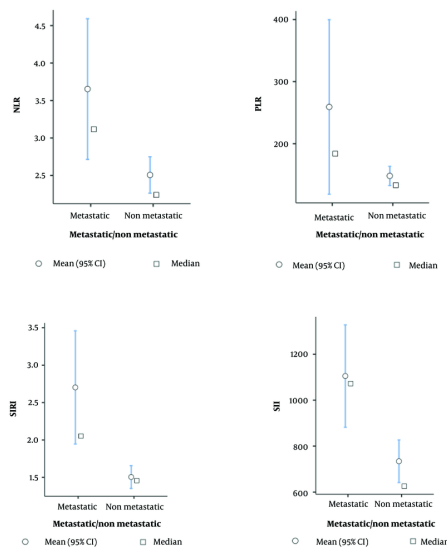 4.5
3.5
3.0
2.5
NLR
Metastatic Non metastatic
Metastatic/non metastatic
Mean (95% CI) Median
400
300
200
PLR
Metastatic Non metastatic
Metastatic/non metastatic
Mean (95% CI) Median
3.5
3.0
2.5
2.0
1.5
SIRI
Metastatic Non metastatic
Metastatic/non metastatic
Mean (95% CI) Median
1200
1000
800
600
SII
Metastatic Non metastatic
Metastatic/non metastatic
Mean (95% CI) Median